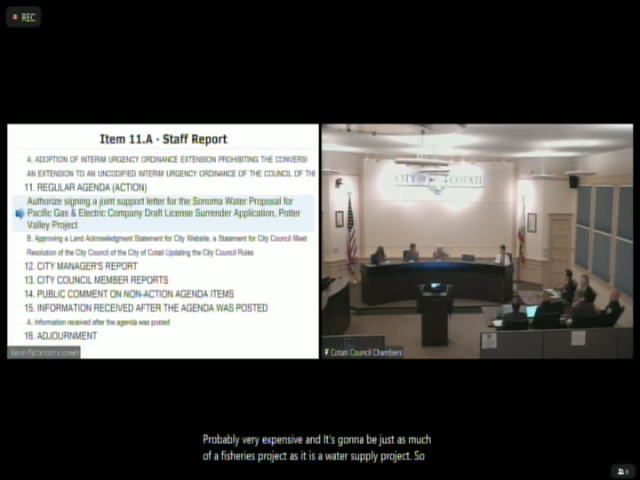 REC
Item 11.A - Staff Report
A. ADOPTION OF INTERIM URGENCY ORDINANCE EXTENSION PROHIBITING THE CONVERSI
AN EXTENSION TO AN UNCODIFIED INTERIM URGENCY ORDINANCE OF THE COUNCIL OF TH
11. REGULAR AGENDA (ACTION)
Authorize signing a joint support letter for the Sonoma Water Proposal for
Pacific Gas & Electric Company Draft License Surrender Application, Potter
Valley Project
B. Approving a Land Acknowledgment Statement for City Website, a Statement for City Council Meet
Resolution of the City Council of the City of Cotati Updating the City Council Rules
12. CITY MANAGER'S REPORT
13. CITY COUNCIL MEMBER REPORTS
14. PUBLIC COMMENT ON NON-ACTION AGENDA ITEMS
15. INFORMATION RECEIVED AFTER THE AGENDA WAS POSTED
A. Information received after the agenda was posted
16. ADJOURNMENT
Kevin Patterson's screen
CITY OF COTATI
Cotati Council Chambers
Probably very expensive and It's gonna be just as much
of a fisheries project as it is a water supply project. So